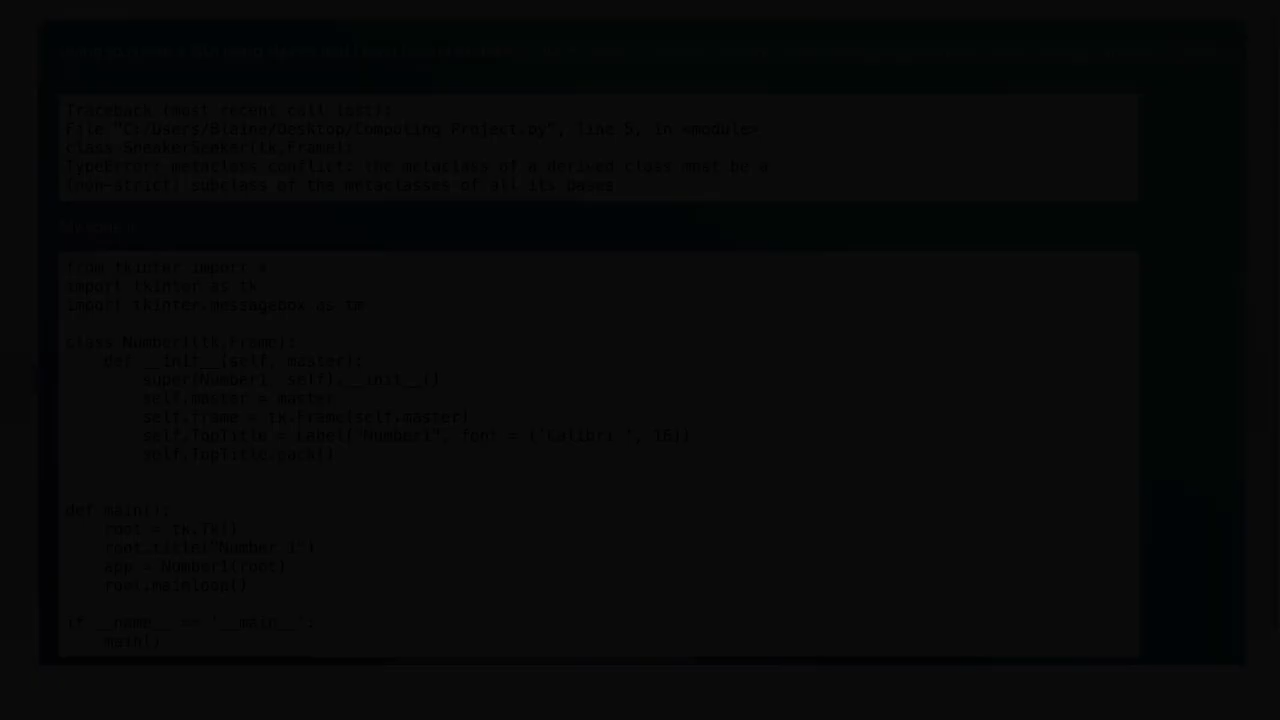 Traceback (most recent call last):
File "C:/Users/Blaine/Desktop/Computing Project.py", line 5, in <module>
class SneakerSeeker(tk.Frame):
TypeError: metaclass conflict: the metaclass of a derived class must be a
(non-strict) subclass of the metaclasses of all its bases
from tkinter import *
import tkinter as tk
import tkinter.messagebox as tm
class Number1(tk.Frame):
def __init__(self, master):
super(Number1, self).__init__()
self.master = master
self.frame = tk.Frame(self.master)
self.TopTitle = Label("Number1", font = ('Calibri ', 16))
self.TopTitle.pack()
def main():
root = tk.Tk()
root.title("Number 1")
app = Number1(root)
root.mainloop()
if __name__ == '__main__':
main()